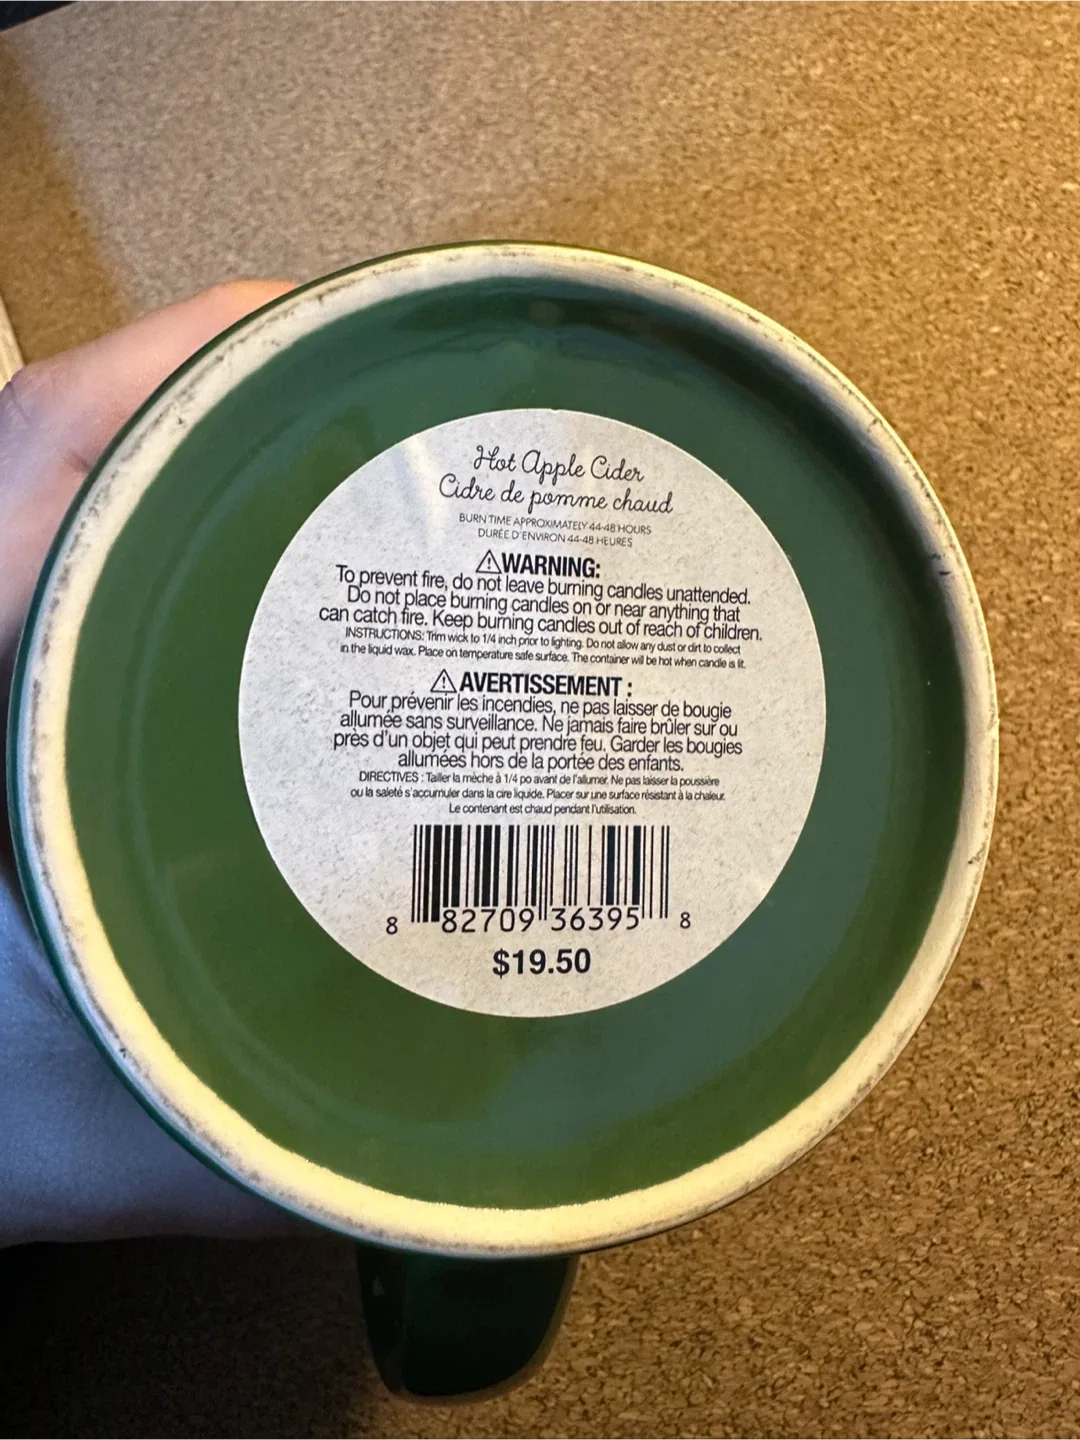 Hot Apple Cider
Cidre de pomme chaud
BURN TIME APPROXIMATELY 44-48 HOURS
DURÉE D'ENVIRON 44-48 HEURES
⚠WARNING:
To prevent fire, do not leave burning candles unattended.
Do not place burning candles on or near anything that
can catch fire. Keep burning candles out of reach of children.
INSTRUCTIONS: Trim wick to 1/4 inch prior to lighting. Do not allow any dust or dirt to collect
in the liquid wax. Place on temperature safe surface. The container will be hot when candle is lit.
⚠AVERTISSEMENT :
Pour prévenir les incendies, ne pas laisser de bougie
allumée sans surveillance. Ne jamais faire brûler sur ou
près d'un objet qui peut prendre feu. Garder les bougies
allumées hors de la portée des enfants.
DIRECTIVES : Tailler la mèche à 1/4 po avant de l'allumer. Ne pas laisser la poussière
ou la saleté s'accumuler dans la cire liquide. Placer sur une surface résistant à la chaleur.
Le contenant est chaud pendant l'utilisation.
8 82709 36395 8
$19.50